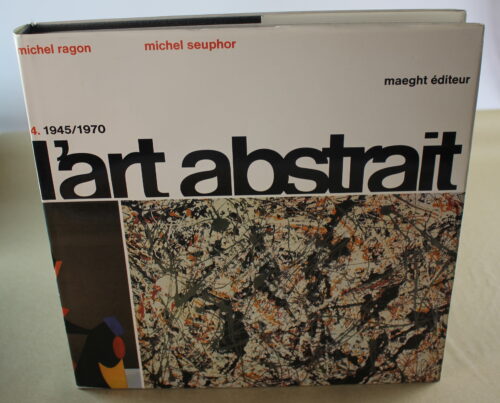 michel ragon
michel seuphor
maeght éditeur
4. 1945/1970
l'art abstrait